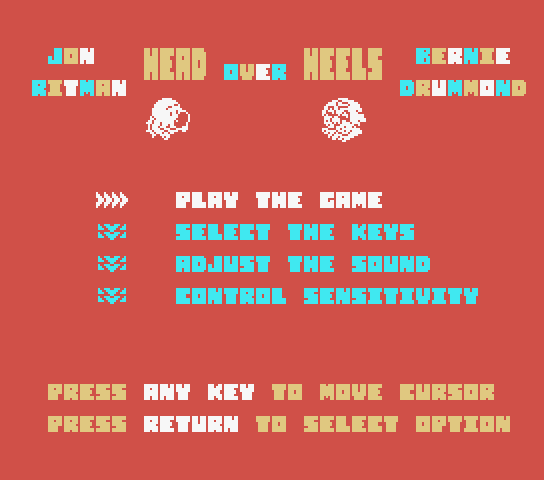 JON HEAD OVER HEELS BERNIE
RITMAN DRUMMOND
PLAY THE GAME
SELECT THE KEYS
ADJUST THE SOUND
CONTROL SENSITIVITY
PRESS ANY KEY TO MOVE CURSOR
PRESS RETURN TO SELECT OPTION